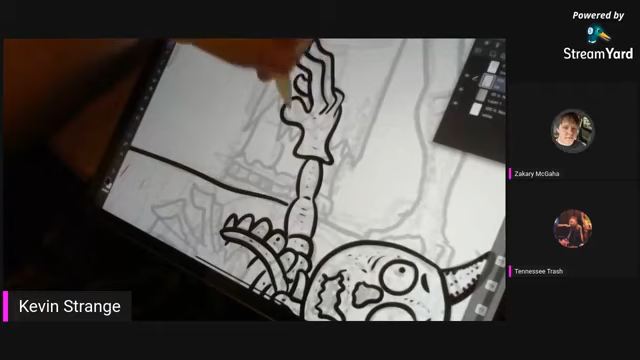 Powered by
StreamYard
Zakary McGaha
Tennessee Trash
Kevin Strange